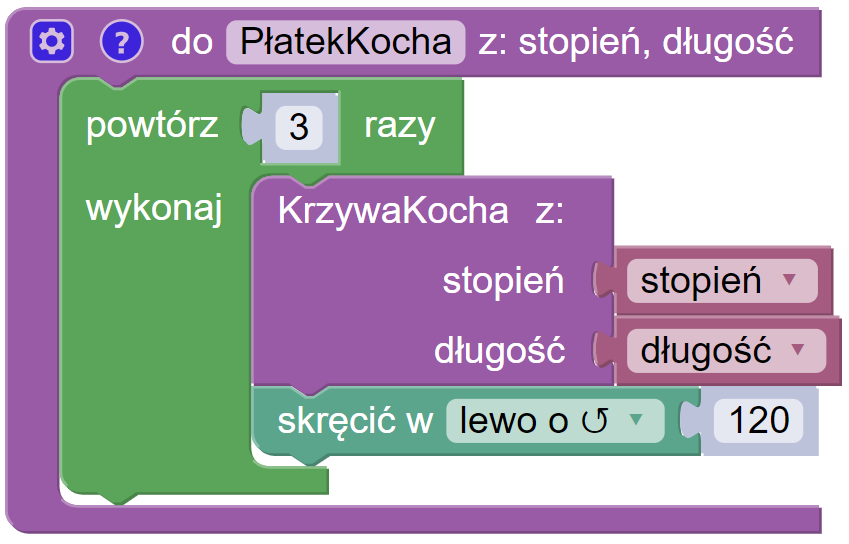 ? do PłatekKocha z: stopień, długość
powtórz 3 razy
wykonaj KrzywaKocha z:
stopień stopień
długość długość
skręcić w lewo o ↺ 120